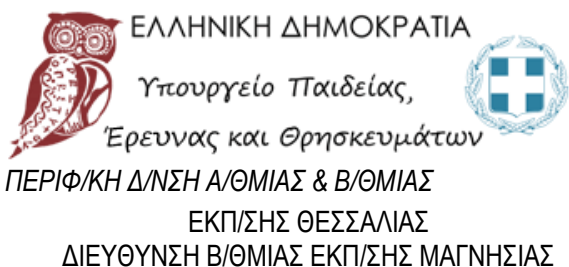 ΕΛΛΗΝΙΚΗ ΔΗΜΟΚΡΑΤΙΑ
Υπουργείο Παιδείας,
Έρευνας και Θρησκευμάτων
ΠΕΡΙΦ/ΚΗ Δ/ΝΣΗ Α/ΘΜΙΑΣ & Β/ΘΜΙΑΣ
ΕΚΠ/ΣΗΣ ΘΕΣΣΑΛΙΑΣ
ΔΙΕΥΘΥΝΣΗ Β/ΘΜΙΑΣ ΕΚΠ/ΣΗΣ ΜΑΓΝΗΣΙΑΣ